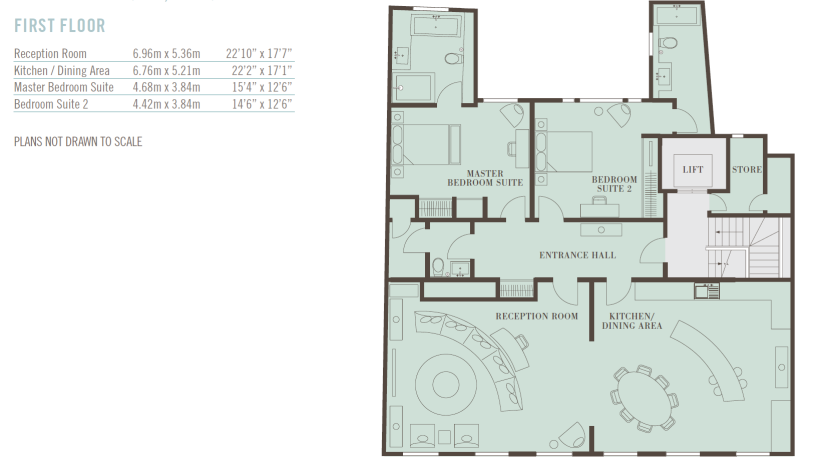 FIRST FLOOR
Reception Room 6.96m x 5.36m 22’10” x 17’7”
Kitchen / Dining Area 6.76m x 5.21m 22’2” x 17’1”
Master Bedroom Suite 4.68m x 3.84m 15’4” x 12’6”
Bedroom Suite 2 4.42m x 3.84m 14’6” x 12’6”
PLANS NOT DRAWN TO SCALE
MASTER
BEDROOM SUITE
BEDROOM
SUITE 2
LIFT
STORE
ENTRANCE HALL
RECEPTION ROOM
KITCHEN/
DINING AREA